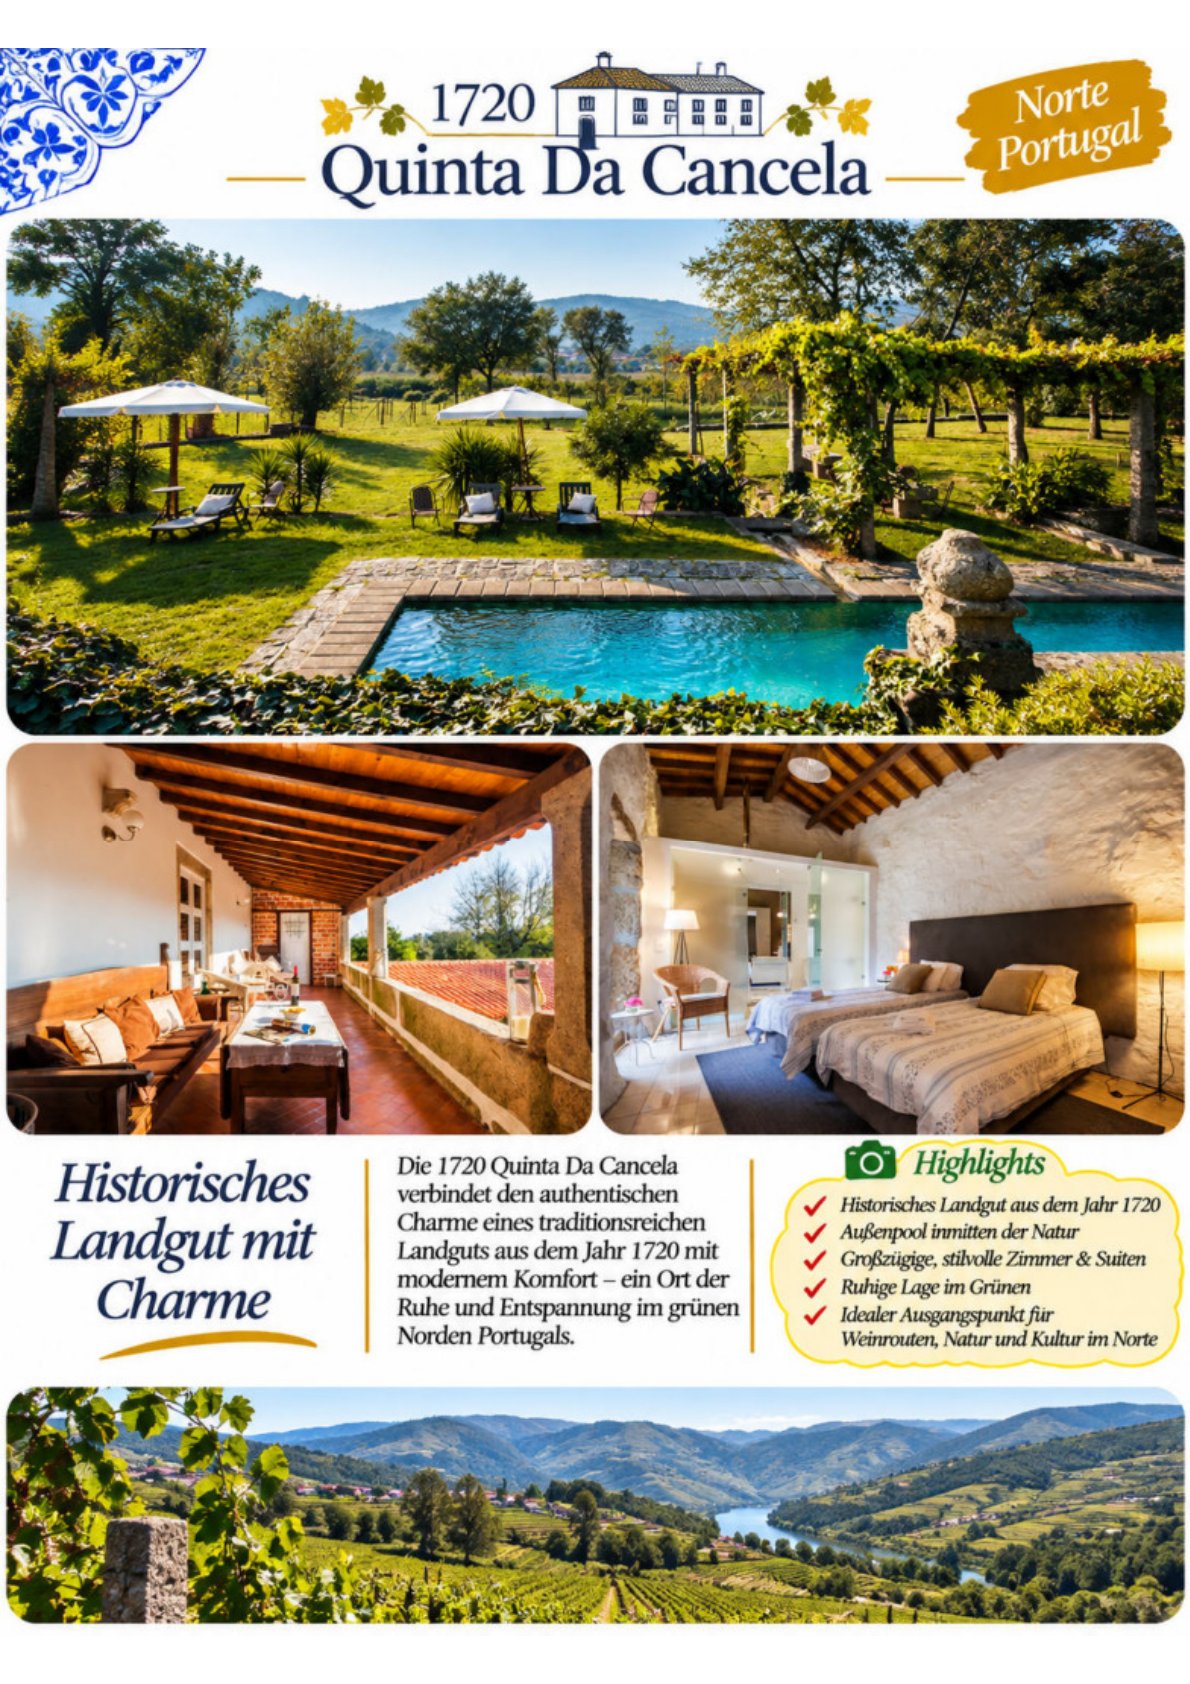 1720
Quinta Da Cancela
Norte
Portugal
Historisches
Landgut mit
Charme
Die 1720 Quinta Da Cancela
verbindet den authentischen
Charme eines traditionsreichen
Landguts aus dem Jahr 1720 mit
modernem Komfort – ein Ort der
Ruhe und Entspannung im grünen
Norden Portugals.
Highlights
Historisches Landgut aus dem Jahr 1720
Außenpool inmitten der Natur
Großzügige, stilvolle Zimmer & Suiten
Ruhige Lage im Grünen
Idealer Ausgangspunkt für
Weinrouten, Natur und Kultur im Norte